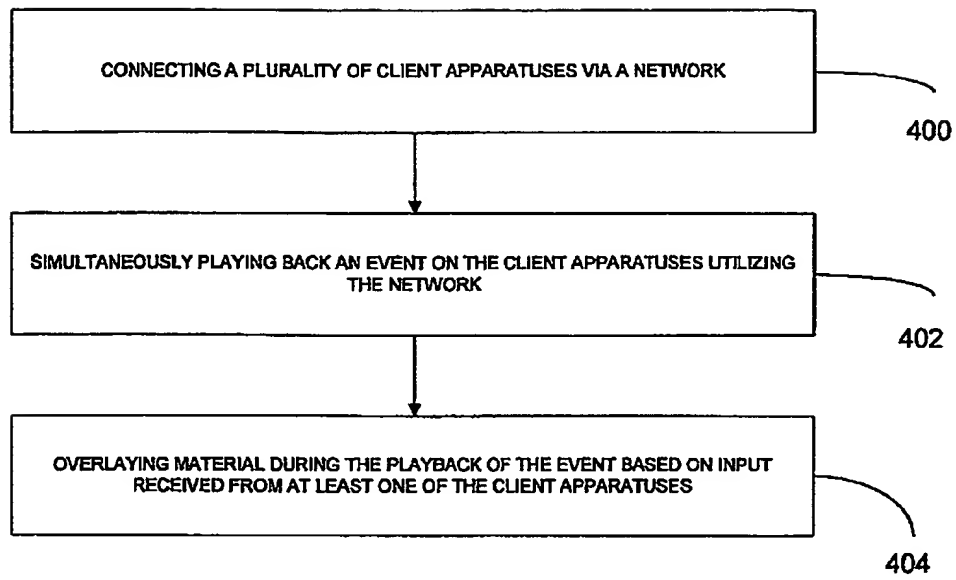 CONNECTING A PLURALITY OF CLIENT APPARATUSES VIA A NETWORK
400
SIMULTANEOUSLY PLAYING BACK AN EVENT ON THE CLIENT APPARATUSES UTILIZING
THE NETWORK
402
OVERLAYING MATERIAL DURING THE PLAYBACK OF THE EVENT BASED ON INPUT
RECEIVED FROM AT LEAST ONE OF THE CLIENT APPARATUSES
404